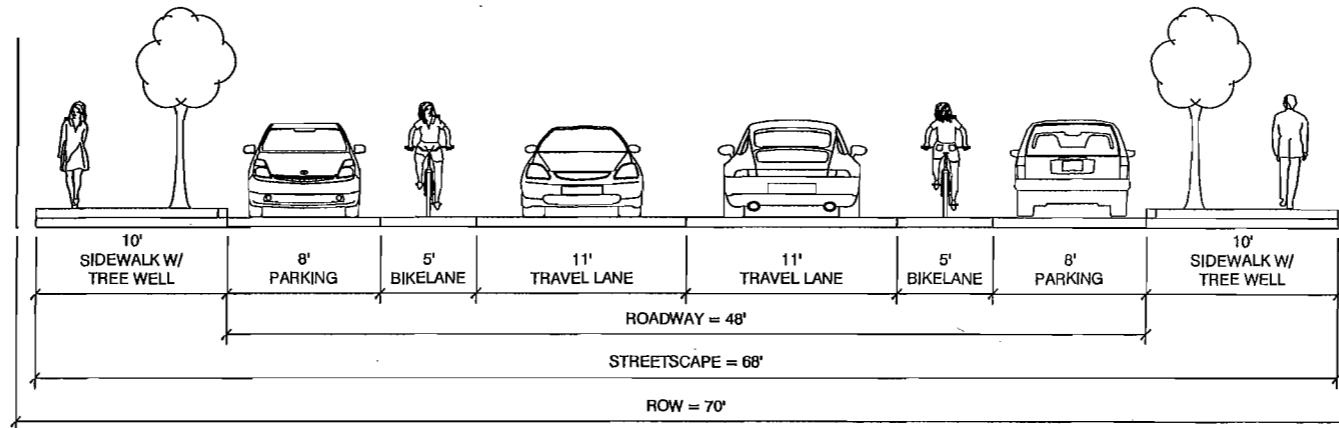 10'
SIDEWALK W/
TREE WELL
8'
PARKING
5'
BIKELANE
11'
TRAVEL LANE
11'
TRAVEL LANE
5'
BIKELANE
8'
PARKING
10'
SIDEWALK W/
TREE WELL
ROADWAY = 48'
STREETSCAPE = 68'
ROW = 70'